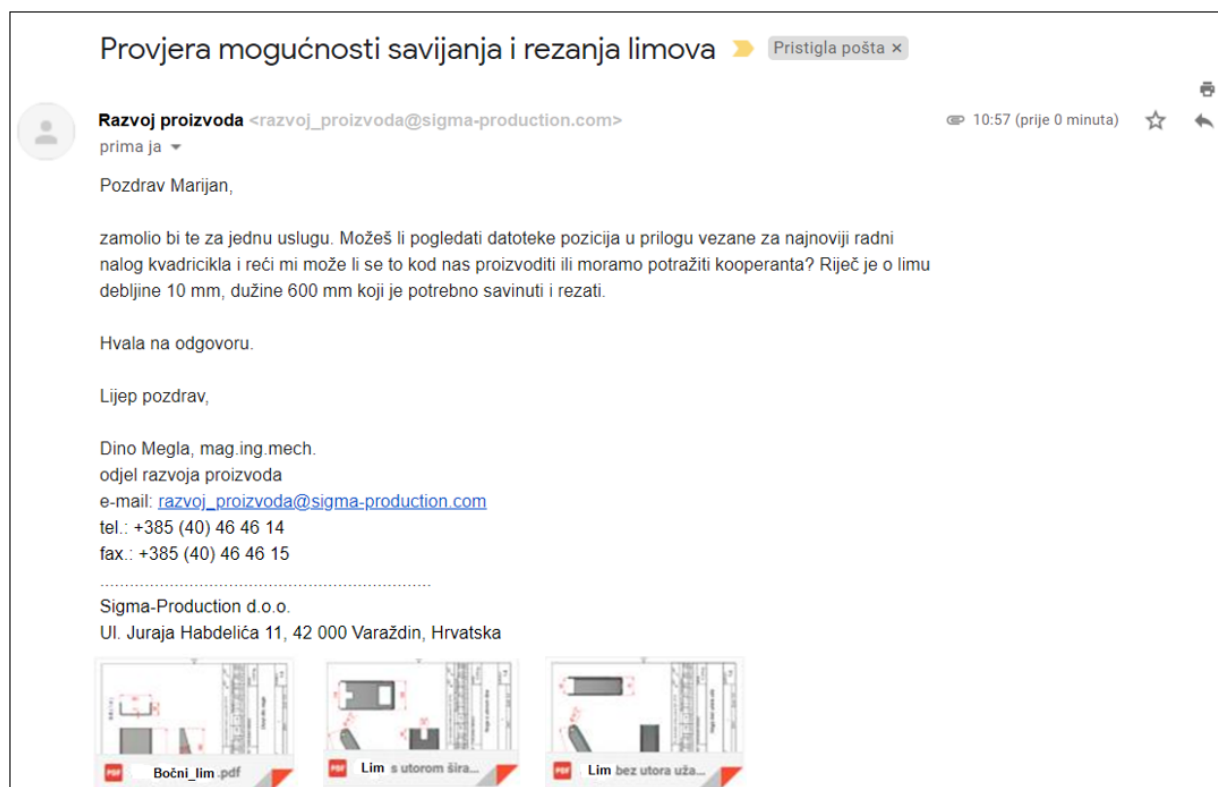 Provjera mogućnosti savijanja i rezanja limova Pristigla pošta ×
Razvoj proizvoda <razvoj_proizvoda@sigma-production.com> 10:57 (prije 0 minuta)
prima ja
Pozdrav Marijan,
zamolio bi te za jednu uslugu. Možeš li pogledati datoteke pozicija u prilogu vezane za najnoviji radni
nalog kvadricikla i reći mi može li se to kod nas proizvoditi ili moramo potražiti kooperanta? Riječ je o limu
debljine 10 mm, dužine 600 mm koji je potrebno savinuti i rezati.
Hvala na odgovoru.
Lijep pozdrav,
Dino Megla, mag.ing.mech.
odjel razvoja proizvoda
e-mail: razvoj_proizvoda@sigma-production.com
tel.: +385 (40) 46 46 14
fax.: +385 (40) 46 46 15
Sigma-Production d.o.o.
Ul. Juraja Habdelića 11, 42 000 Varaždin, Hrvatska
PDF Bočni_lim.pdf PDF Lim s utorom šira... PDF Lim bez utora uža...